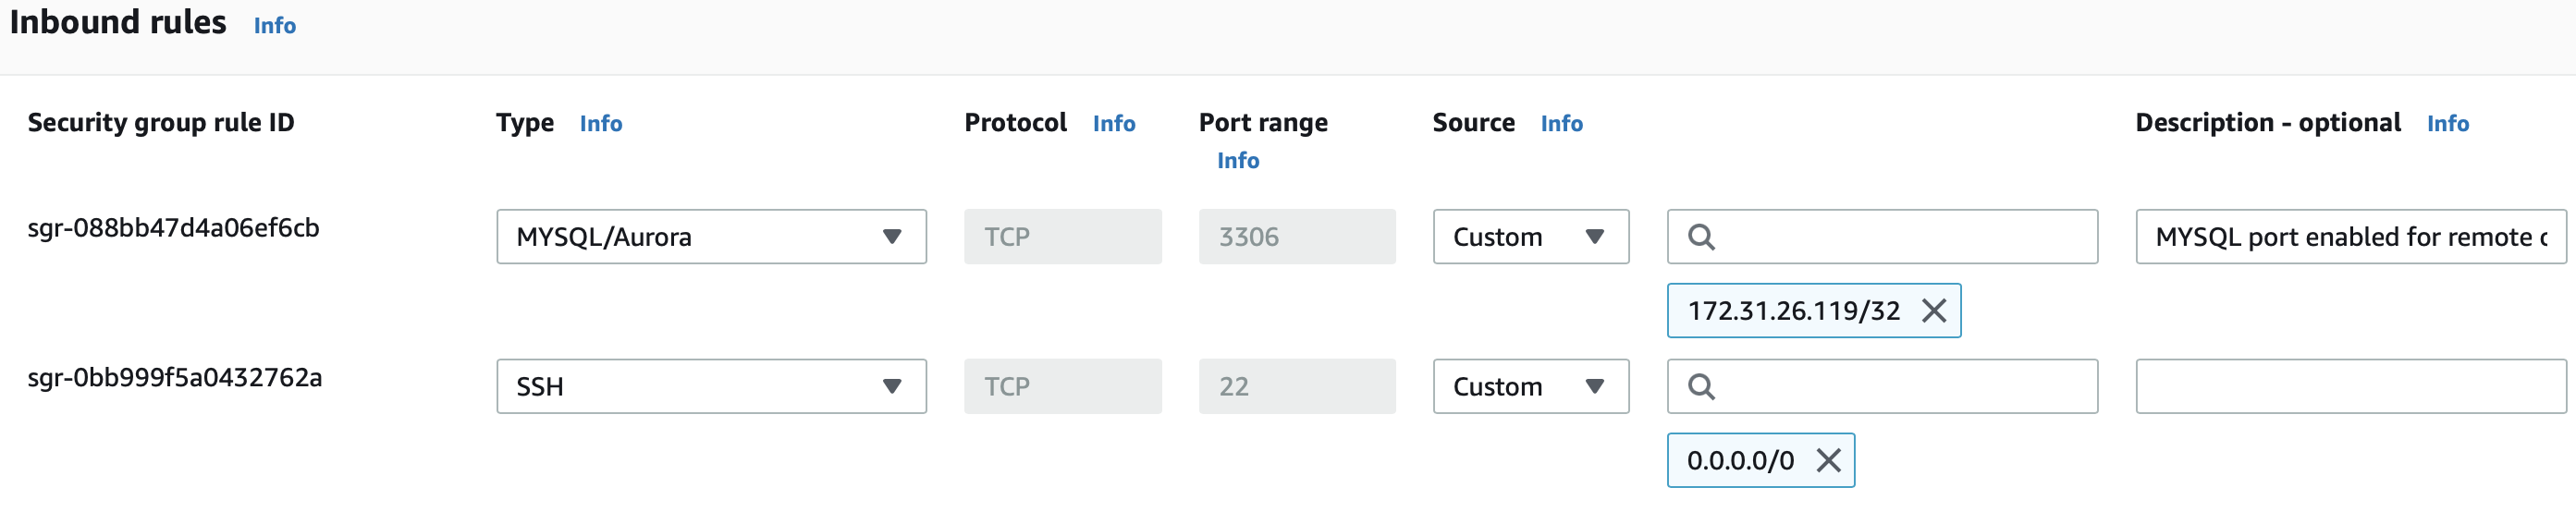 Inbound rules Info
Security group rule ID Type Info Protocol Info Port range Info Source Info Description - optional Info
sgr-088bb47d4a06ef6cb MYSQL/Aurora TCP 3306 Custom MYSQL port enabled for remote
172.31.26.119/32
sgr-0bb999f5a0432762a SSH TCP 22 Custom
0.0.0.0/0